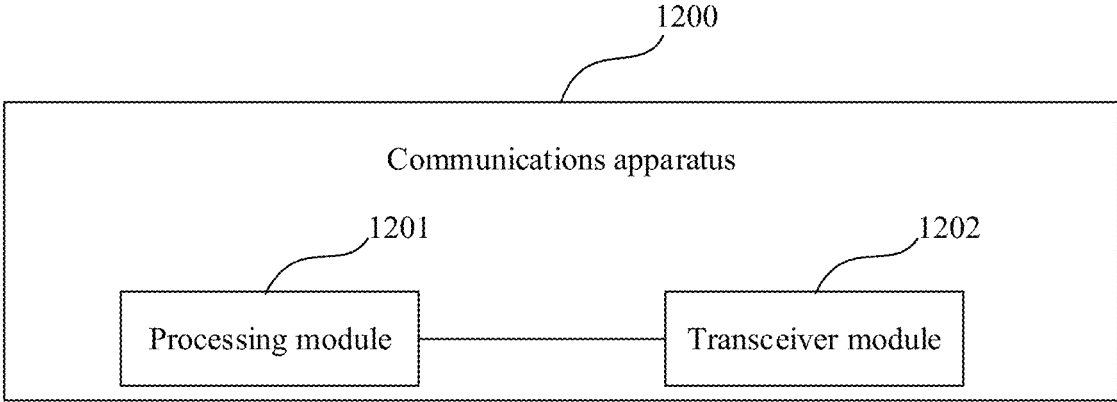 1200
Communications apparatus
1201
1202
Processing module
Transceiver module